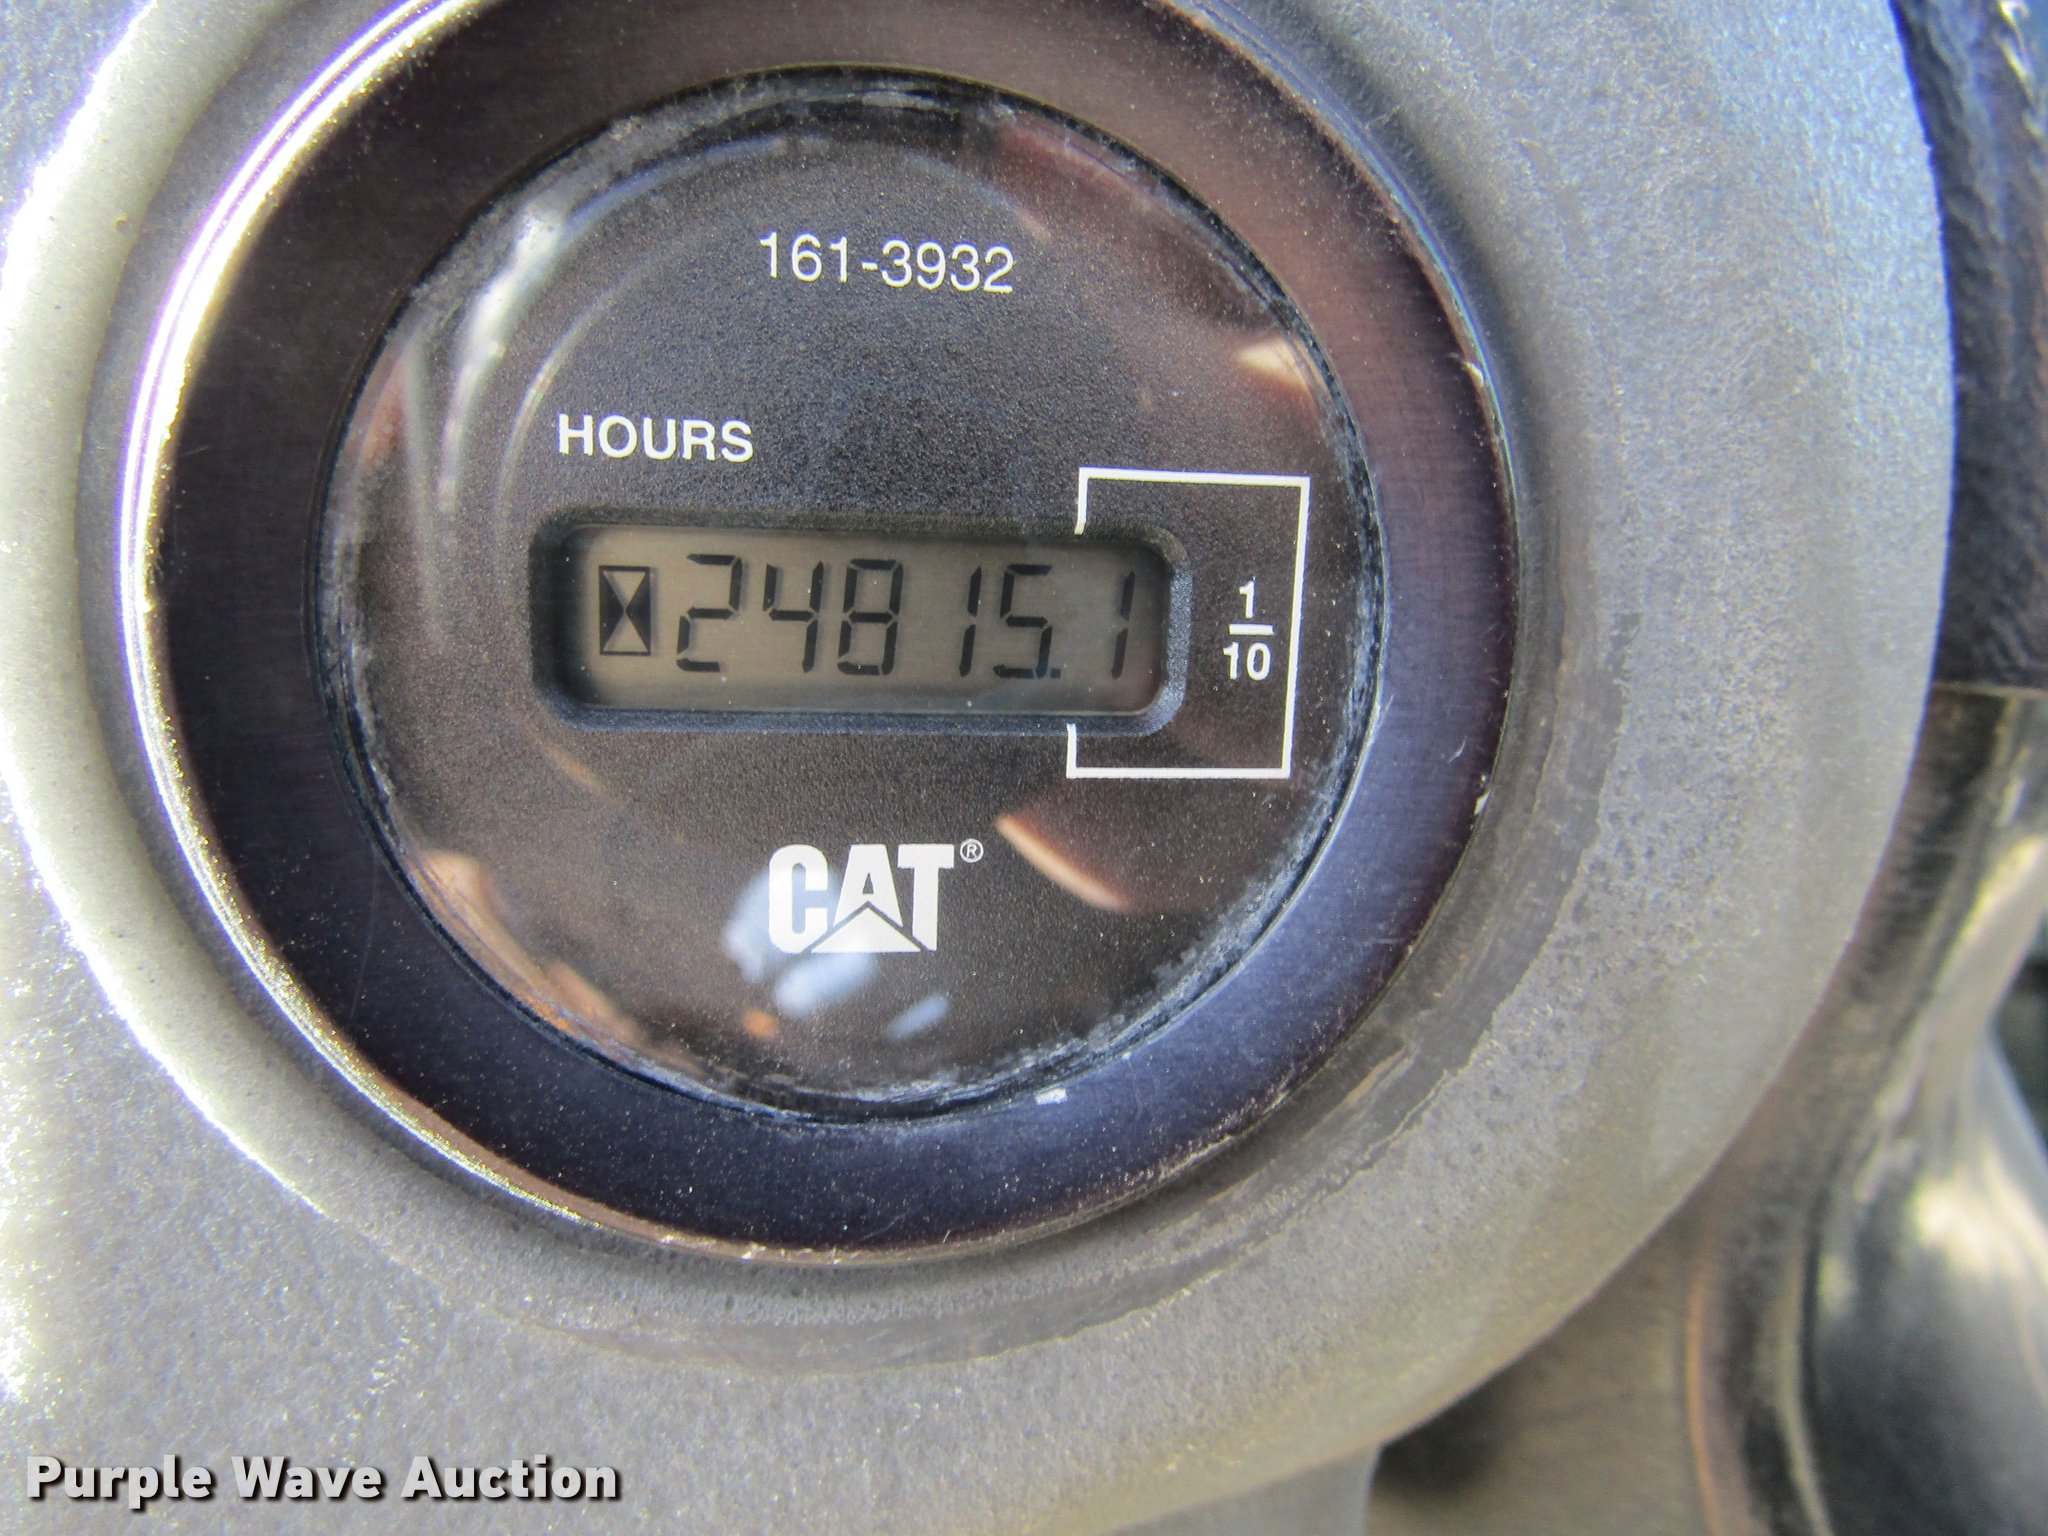 161-3932
HOURS
24815.1
1
10
CAT®
Purple Wave Auction